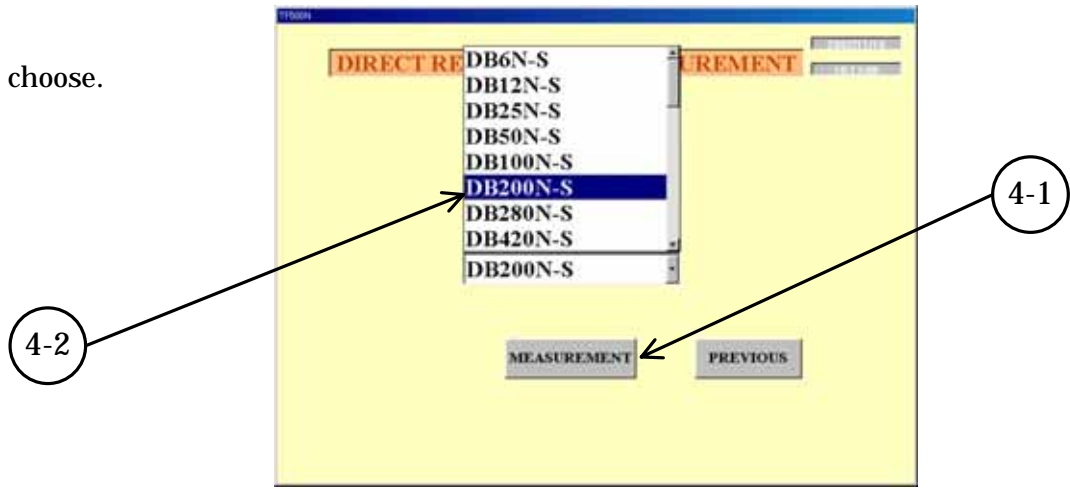 TF500N
choose.
DIRECT RE UREMENT
DB6N-S
DB12N-S
DB25N-S
DB50N-S
DB100N-S
DB200N-S
DB280N-S
DB420N-S
DB200N-S
4-1
4-2
MEASUREMENT PREVIOUS